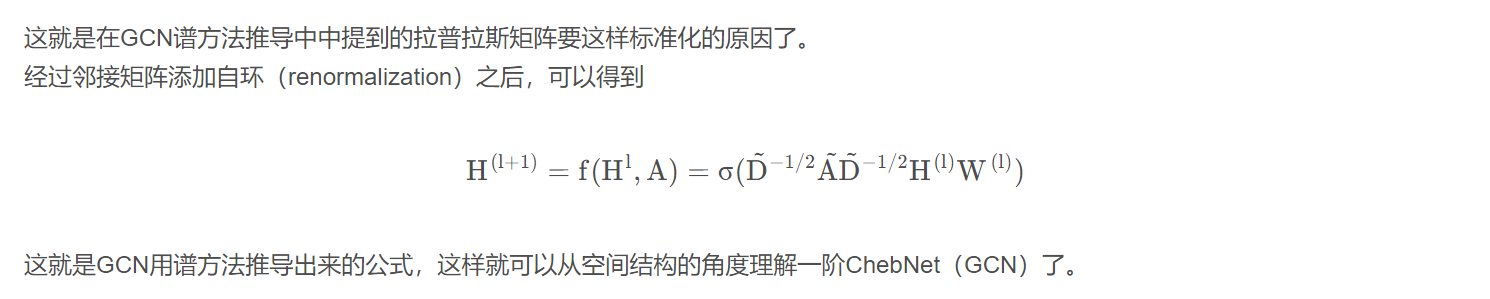 这就是在GCN谱方法推导中中提到的拉普拉斯矩阵要这样标准化的原因了。
经过邻接矩阵添加自环（renormalization）之后，可以得到
H^(l+1) = f(H^l, A) = σ(D̃^−1/2 Ã D̃^−1/2 H^(l) W^(l))
这就是GCN用谱方法推导出来的公式，这样就可以从空间结构的角度理解一阶ChebNet（GCN）了。